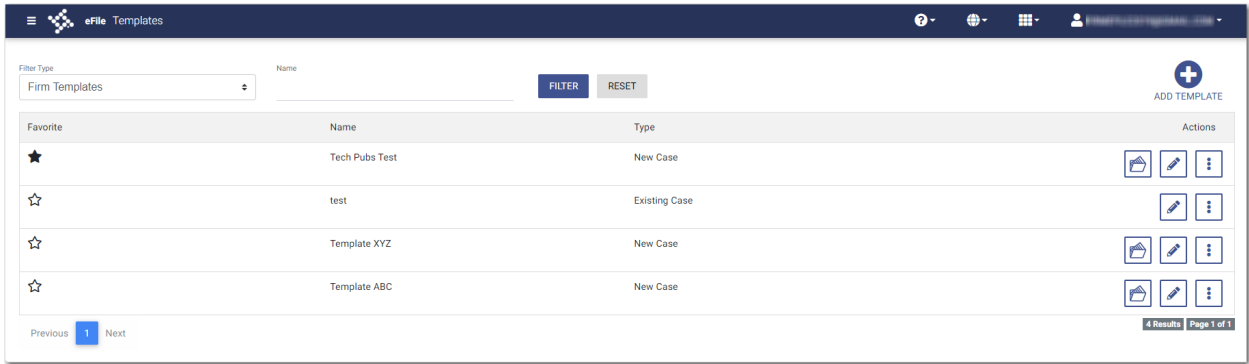 eFile Templates
Filter Type
Name
Firm Templates
FILTER
RESET
ADD TEMPLATE
Favorite Name Type Actions
Tech Pubs Test New Case
test Existing Case
Template XYZ New Case
Template ABC New Case
Previous 1 Next
4 Results Page 1 of 1